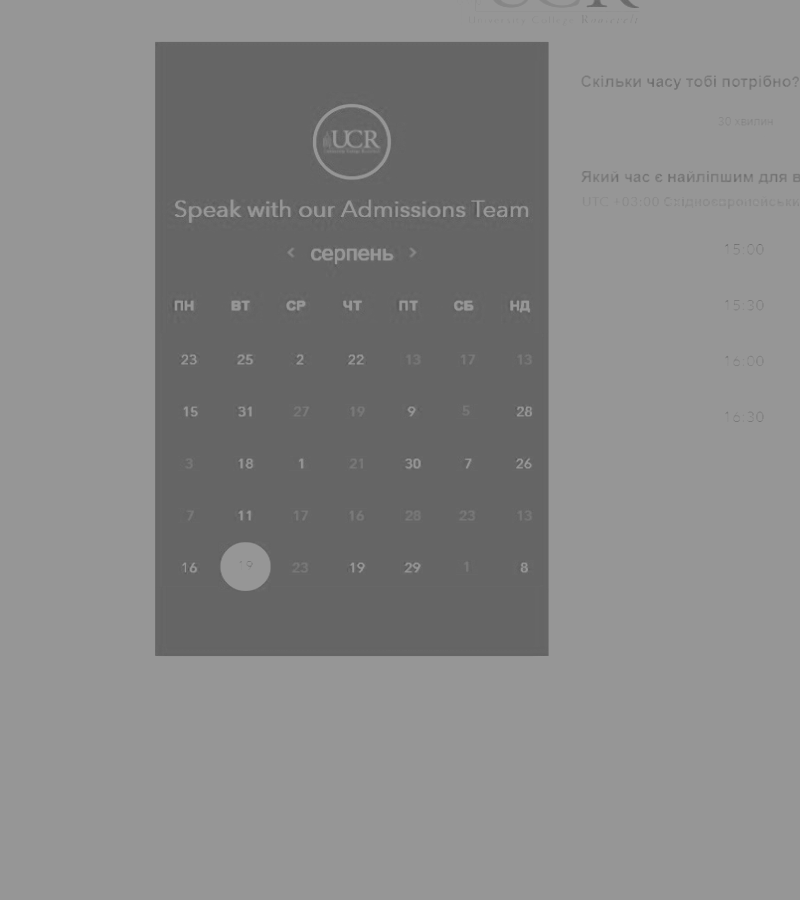 UCR
University College Roosevelt
UCR
Speak with our Admissions Team
< серпень >
ПН ВТ СР ЧТ ПТ СБ НД
23 25 2 22 13 17 13
15 31 27 19 9 5 28
3 18 1 21 30 7 26
7 11 17 16 28 23 13
16 19 23 19 29 1 8
Скільки часу тобі потрібно?
30 хвилин
Який час є найліпшим для в
UTC +03:00
15:00
15:30
16:00
16:30